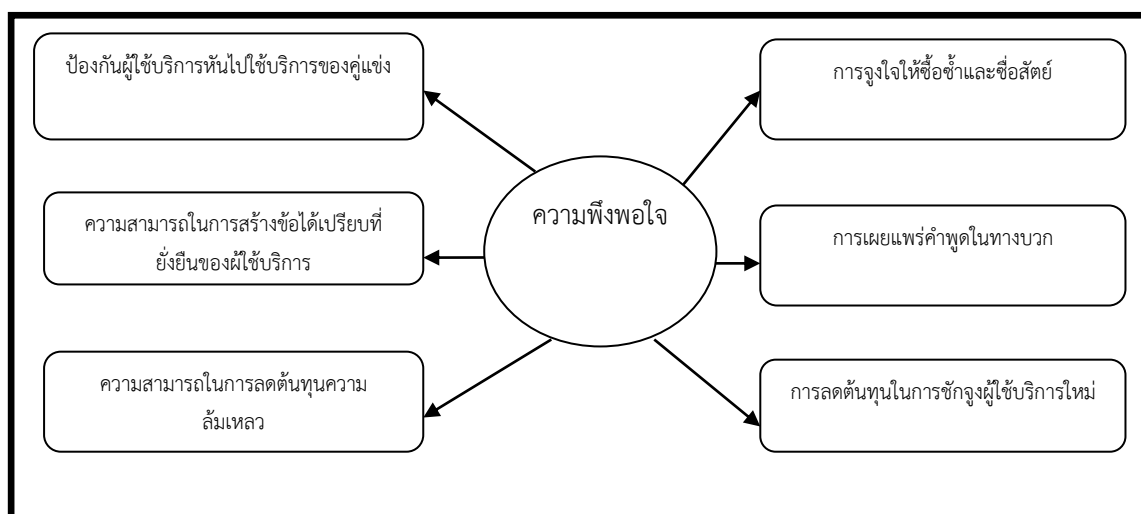 ป้องกันผู้ใช้บริการหันไปใช้บริการของคู่แข่ง
การจูงใจให้ซื้อซ้ำและซื่อสัตย์
ความพึงพอใจ
ความสามารถในการสร้างข้อได้เปรียบที่
ยั่งยืนของผู้ใช้บริการ
การเผยแพร่คำพูดในทางบวก
ความสามารถในการลดต้นทุนความ
ล้มเหลว
การลดต้นทุนในการชักจูงผู้ใช้บริการใหม่